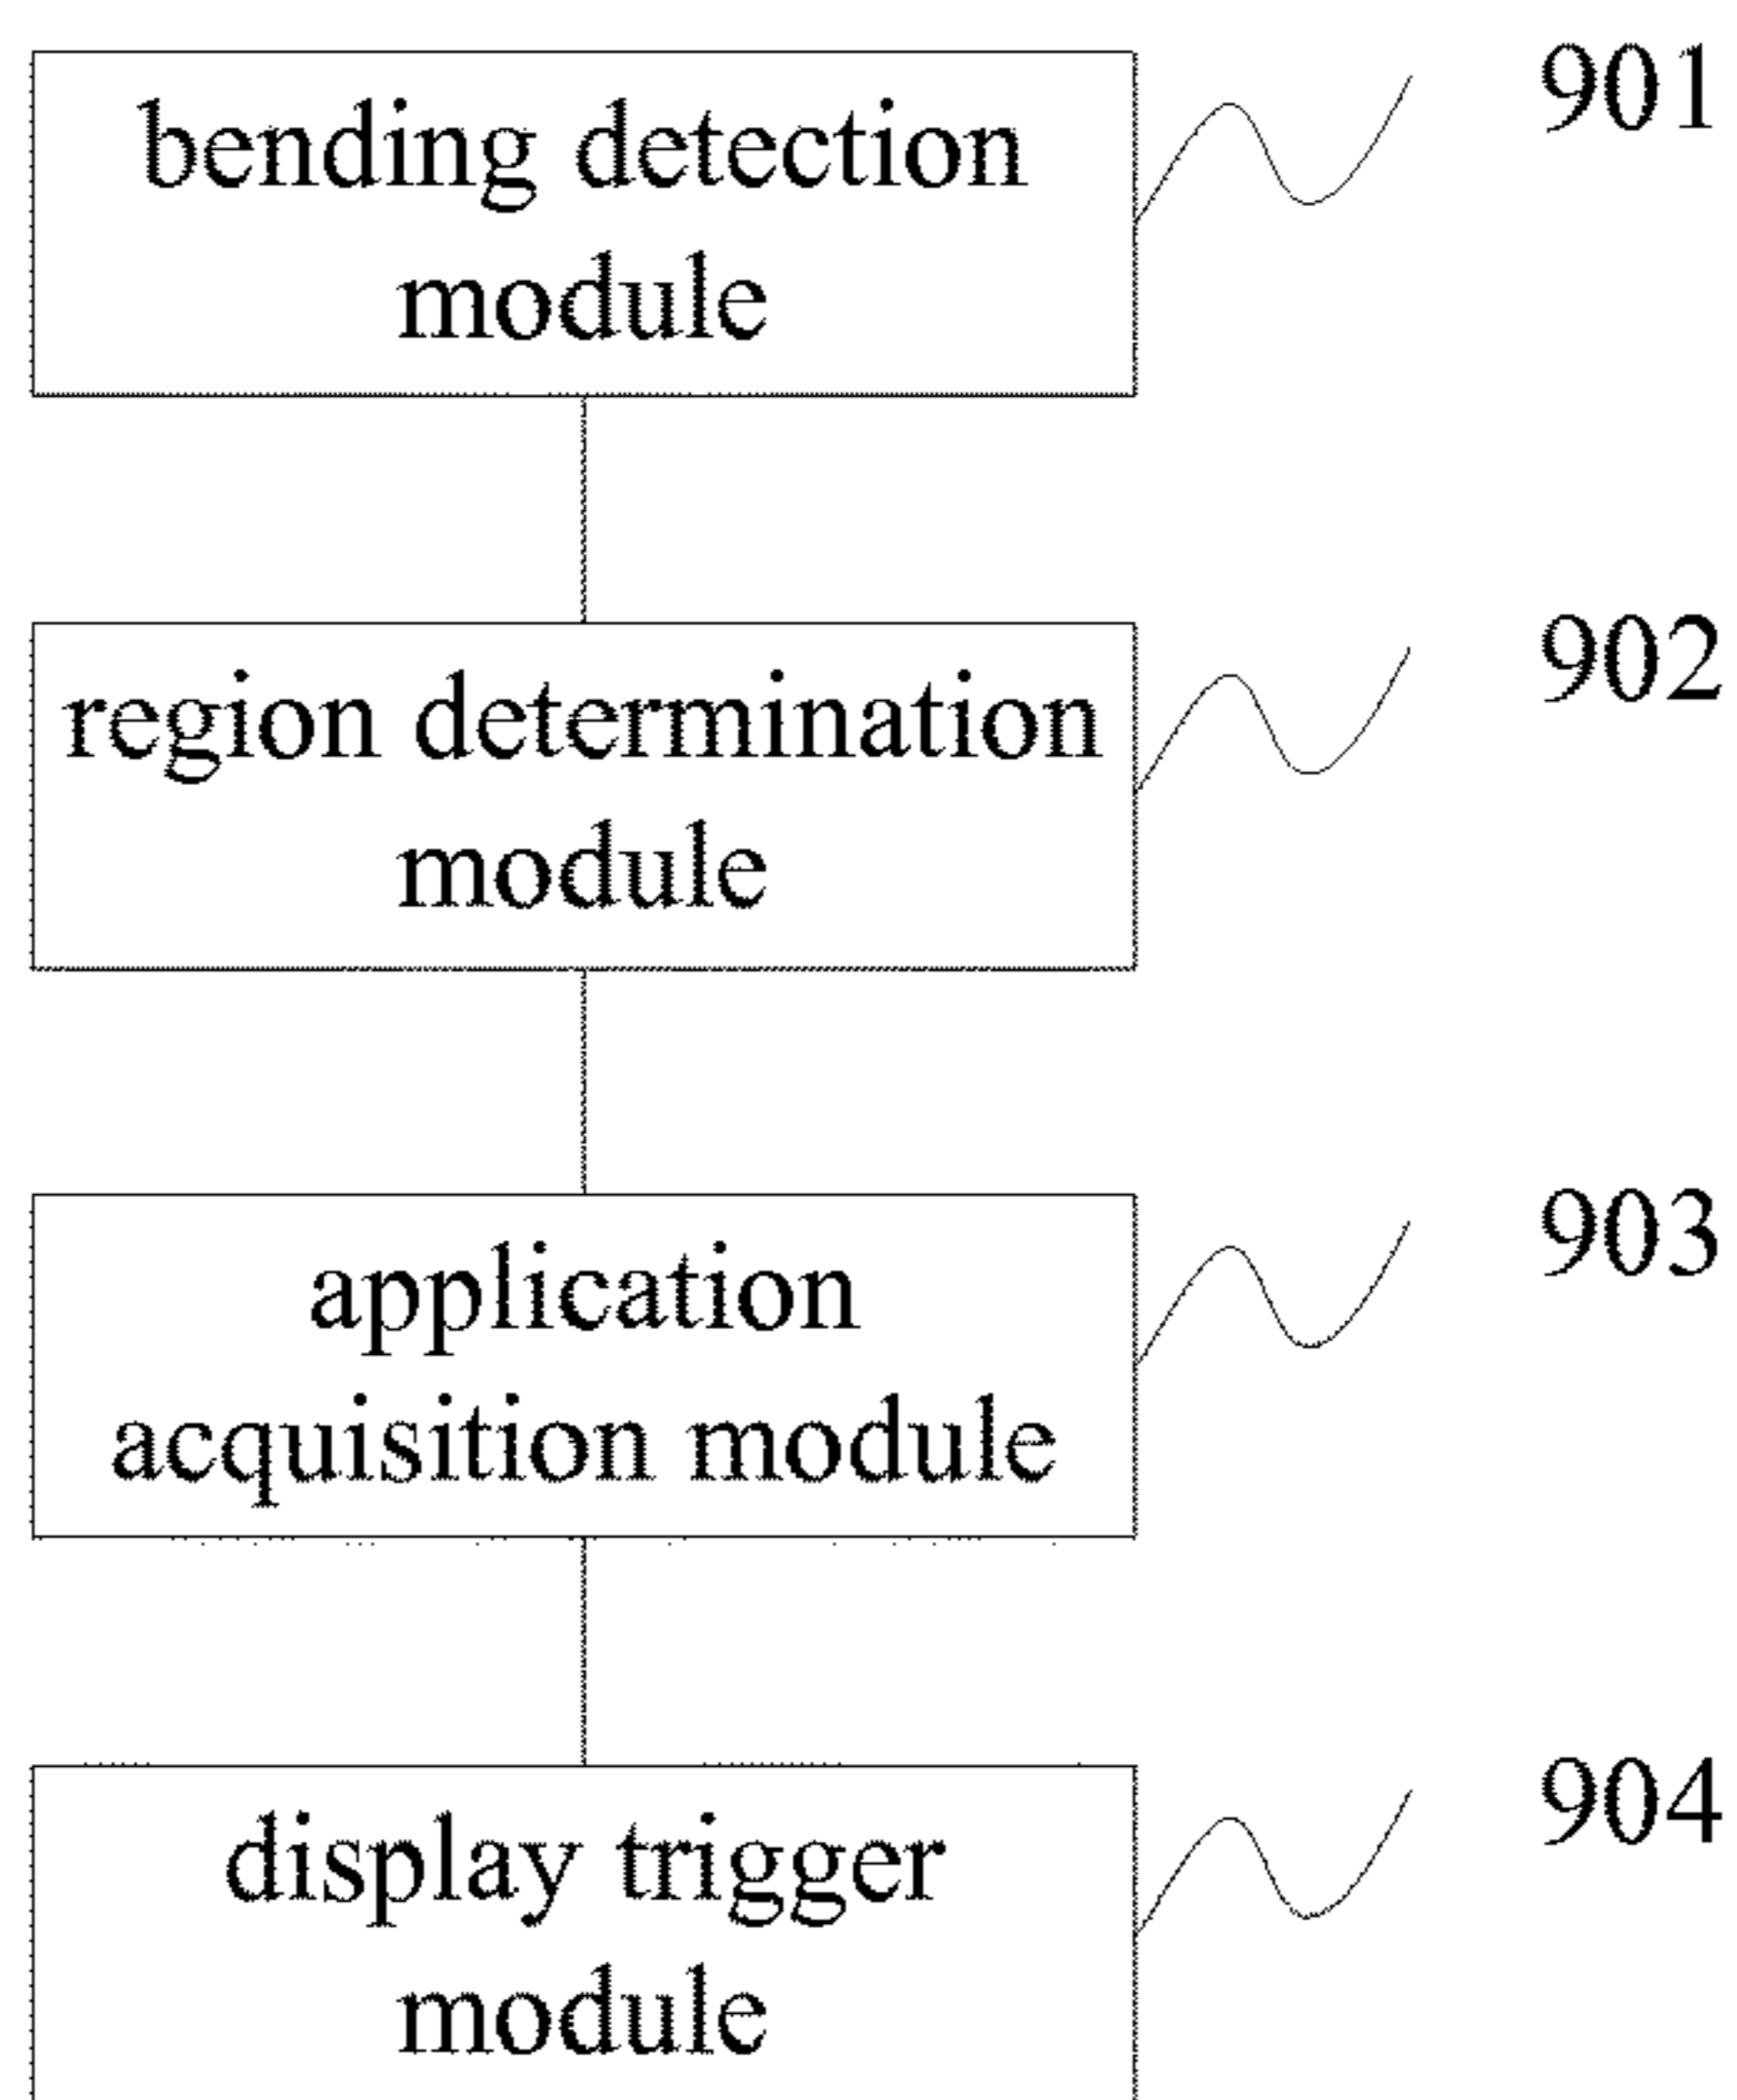 bending detection
module
901
region determination
module
902
application
acquisition module
903
display trigger
module
904